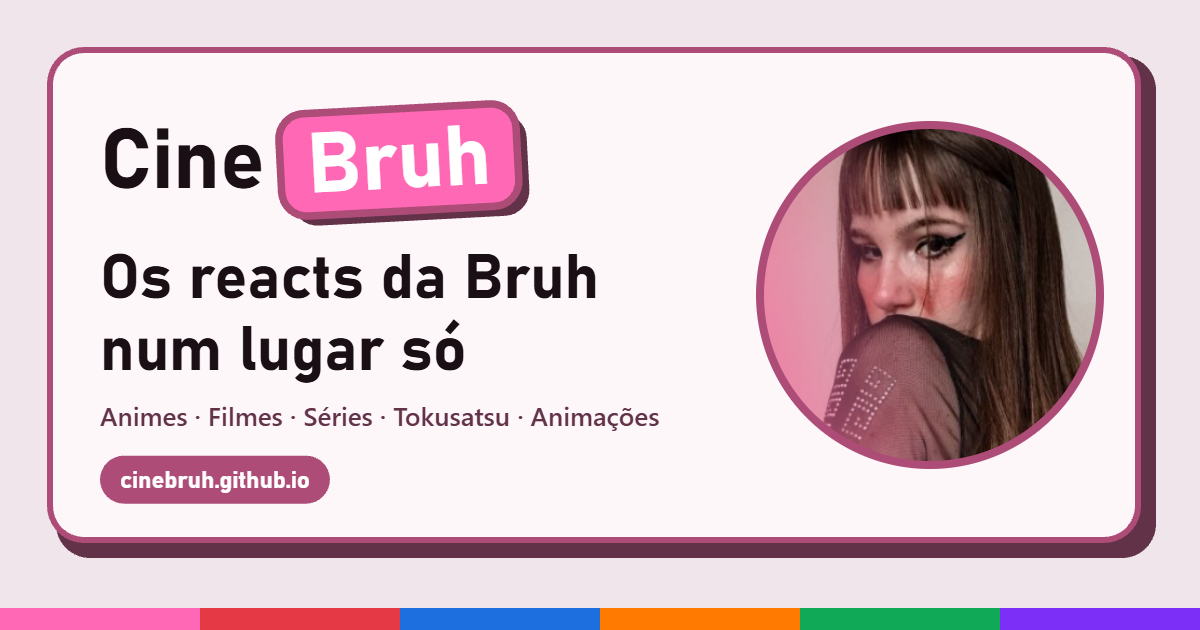 Cine Bruh
Os reacts da Bruh
num lugar só
Animes · Filmes · Séries · Tokusatsu · Animações
cinebruh.github.io